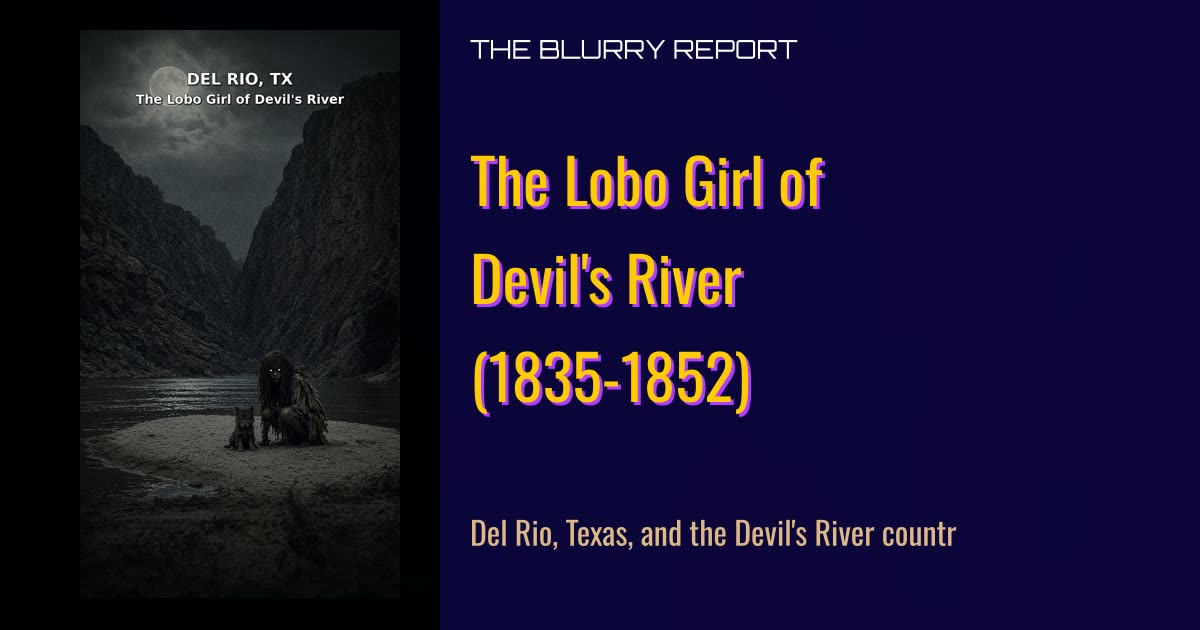 DEL RIO, TX
The Lobo Girl of Devil's River
THE BLURRY REPORT
The Lobo Girl of
Devil's River
(1835-1852)
Del Rio, Texas, and the Devil's River countr